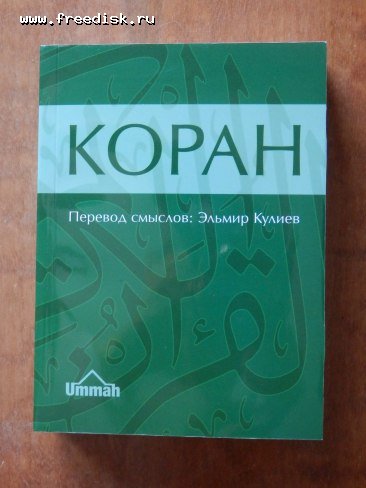 www.freedisk.ru
КОРАН
Перевод смыслов: Эльмир Кулиев
Ummah